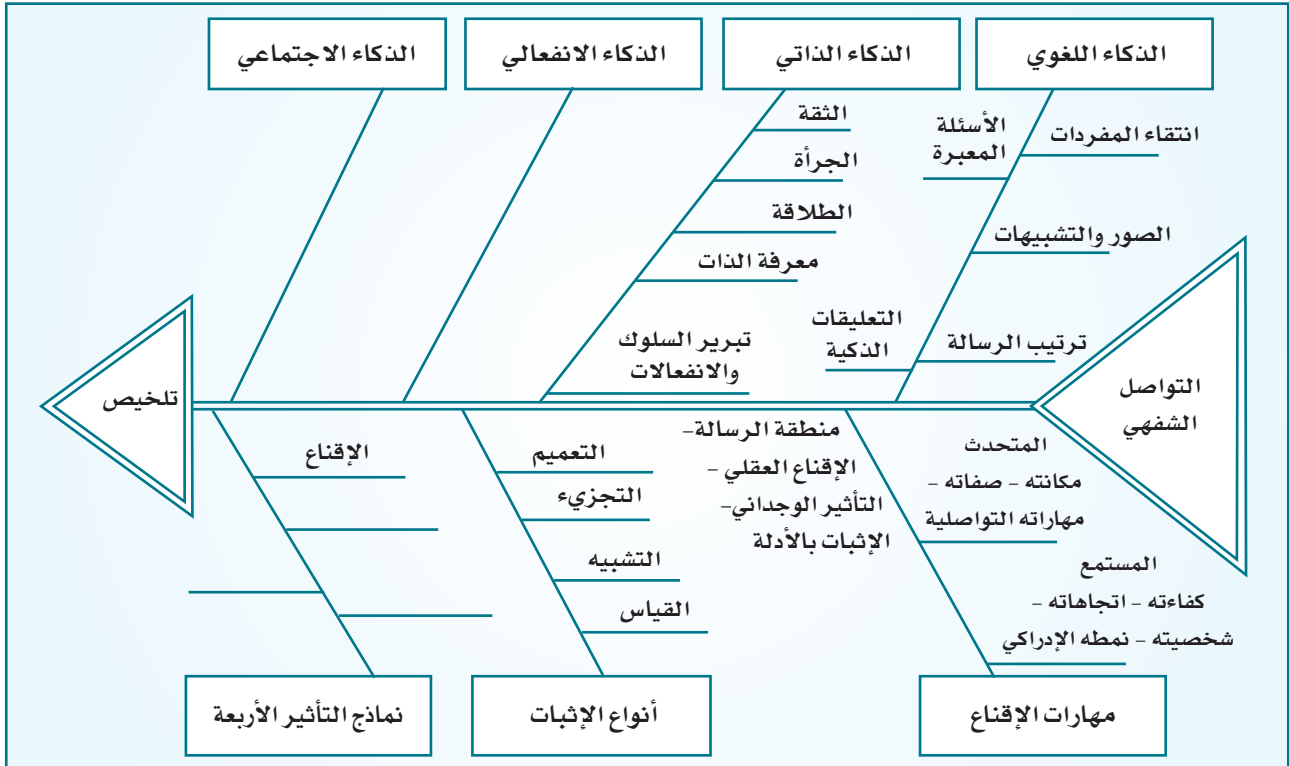 الذكاء اللغوي
الذكاء الذاتي
الذكاء الانفعالي
الذكاء الاجتماعي
انتقاء المفردات
الأسئلة
المعبرة
الصور والتشبيهات
ترتيب الرسالة
التعليقات
الذكية
الثقة
الجرأة
الطلاقة
معرفة الذات
تبرير السلوك
والانفعالات
التواصل
الشفهي
تلخيص
المتحدث
مكانته - صفاته -
مهاراته التواصلية
المستمع
كفاءته - اتجاهاته -
شخصيته - نمطه الإدراكي
منطقة الرسالة-
الإقناع العقلي -
التأثير الوجداني-
الإثبات بالأدلة
التعميم
التجزيء
التشبيه
القياس
الإقناع
مهارات الإقناع
أنواع الإثبات
نماذج التأثير الأربعة